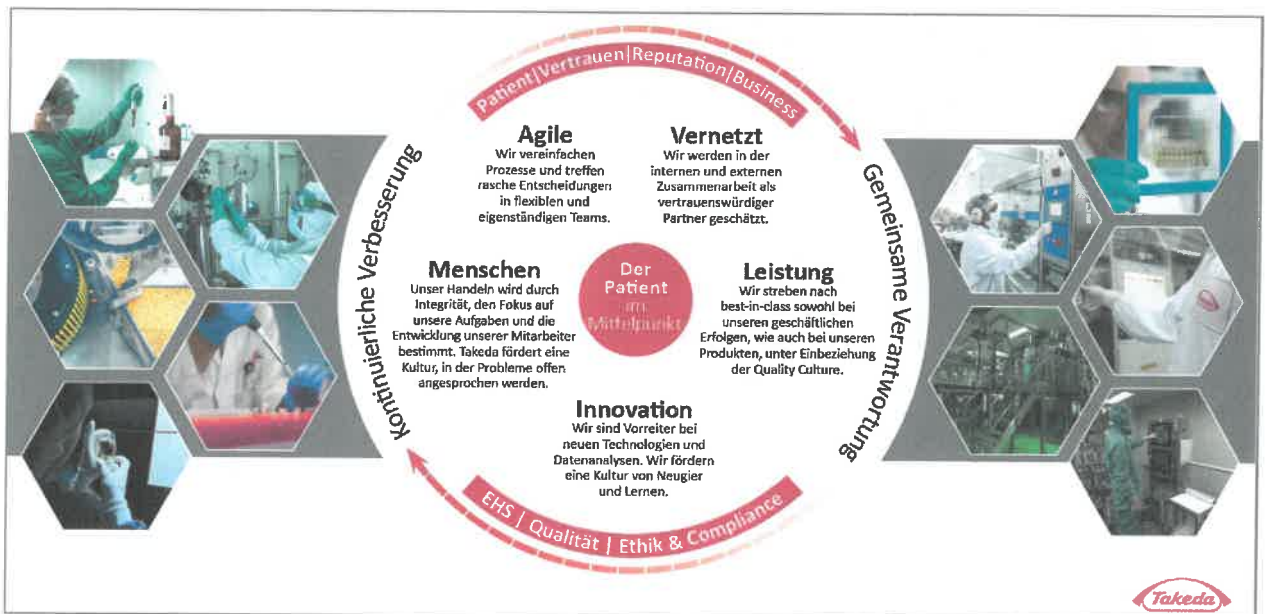 Patient|Vertrauen|Reputation|Business
Agile
Wir vereinfachen
Prozesse und treffen
rasche Entscheidungen
in flexiblen und
eigenständigen Teams.
Vernetzt
Wir werden in der
internen und externen
Zusammenarbeit als
vertrauenswürdiger
Partner geschätzt.
Kontinuierliche Verbesserung
Gemeinsame Verantwortung
Menschen
Unser Handeln wird durch
Integrität, den Fokus auf
unsere Aufgaben und die
Entwicklung unserer Mitarbeiter
bestimmt. Takeda fördert eine
Kultur, in der Probleme offen
angesprochen werden.
Der
Patient
im
Mittelpunkt
Leistung
Wir streben nach
best-in-class sowohl bei
unseren geschäftlichen
Erfolgen, wie auch bei unseren
Produkten, unter Einbeziehung
der Quality Culture.
Innovation
Wir sind Vorreiter bei
neuen Technologien und
Datenanalysen. Wir fördern
eine Kultur von Neugier
und Lernen.
EHS | Qualität | Ethik & Compliance
Takeda